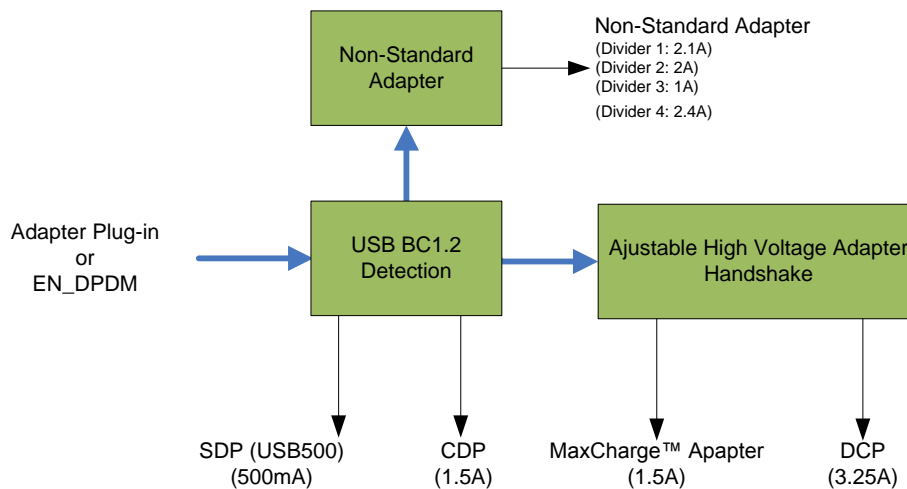 Non-Standard
Adapter
Non-Standard Adapter
(Divider 1: 2.1A)
(Divider 2: 2A)
(Divider 3: 1A)
(Divider 4: 2.4A)
Adapter Plug-in
or
EN_DPDM
USB BC1.2
Detection
Ajustable High Voltage Adapter
Handshake
SDP (USB500)
(500mA)
CDP
(1.5A)
MaxCharge™ Apapter
(1.5A)
DCP
(3.25A)